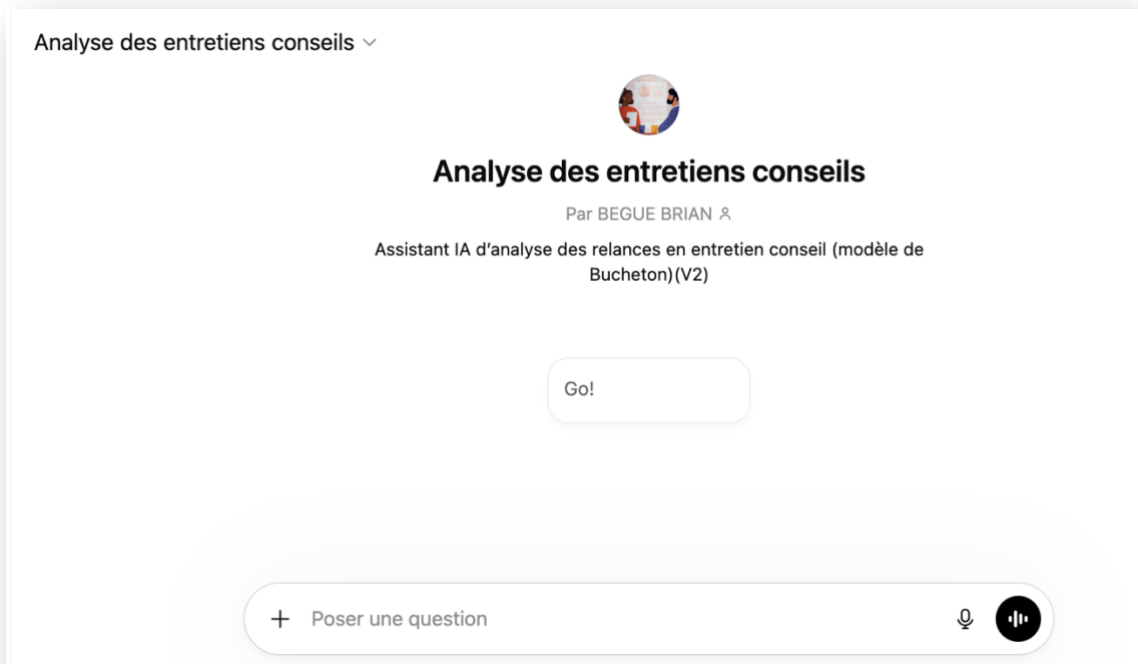 Analyse des entretiens conseils
Analyse des entretiens conseils
Par BEGUE BRIAN
Assistant IA d'analyse des relances en entretien conseil (modèle de
Bucheton)(V2)
Go!
Poser une question